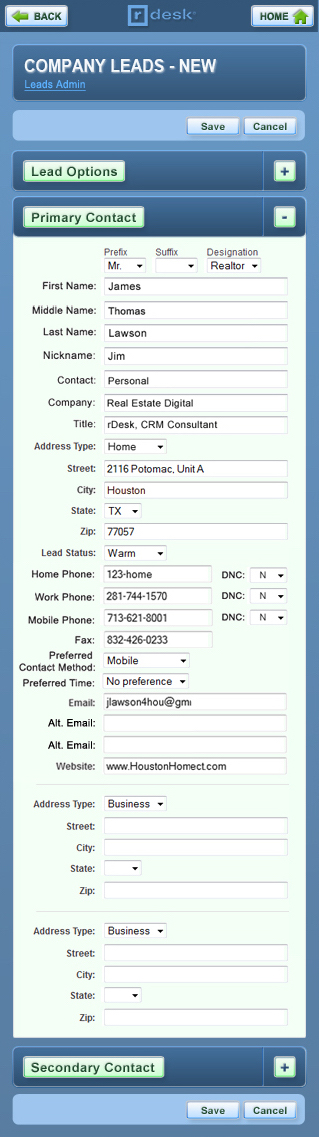 BACK r desk HOME
COMPANY LEADS - NEW
Leads Admin
Save Cancel
Lead Options +
Primary Contact -
Prefix Suffix Designation
Mr. Realtor
First Name: James
Middle Name: Thomas
Last Name: Lawson
Nickname: Jim
Contact: Personal
Company: Real Estate Digital
Title: rDesk, CRM Consultant
Address Type: Home
Street: 2116 Potomac, Unit A
City: Houston
State: TX
Zip: 77057
Lead Status: Warm
Home Phone: 123-home DNC: N
Work Phone: 281-744-1570 DNC: N
Mobile Phone: 713-621-8001 DNC: N
Fax: 832-426-0233
Preferred
Contact Method: Mobile
Preferred Time: No preference
Email: jlawson4hou@gm
Alt. Email:
Alt. Email:
Website: www.HoustonHomect.com
Address Type: Business
Street:
City:
State:
Zip:
Address Type: Business
Street:
City:
State:
Zip:
Secondary Contact +
Save Cancel